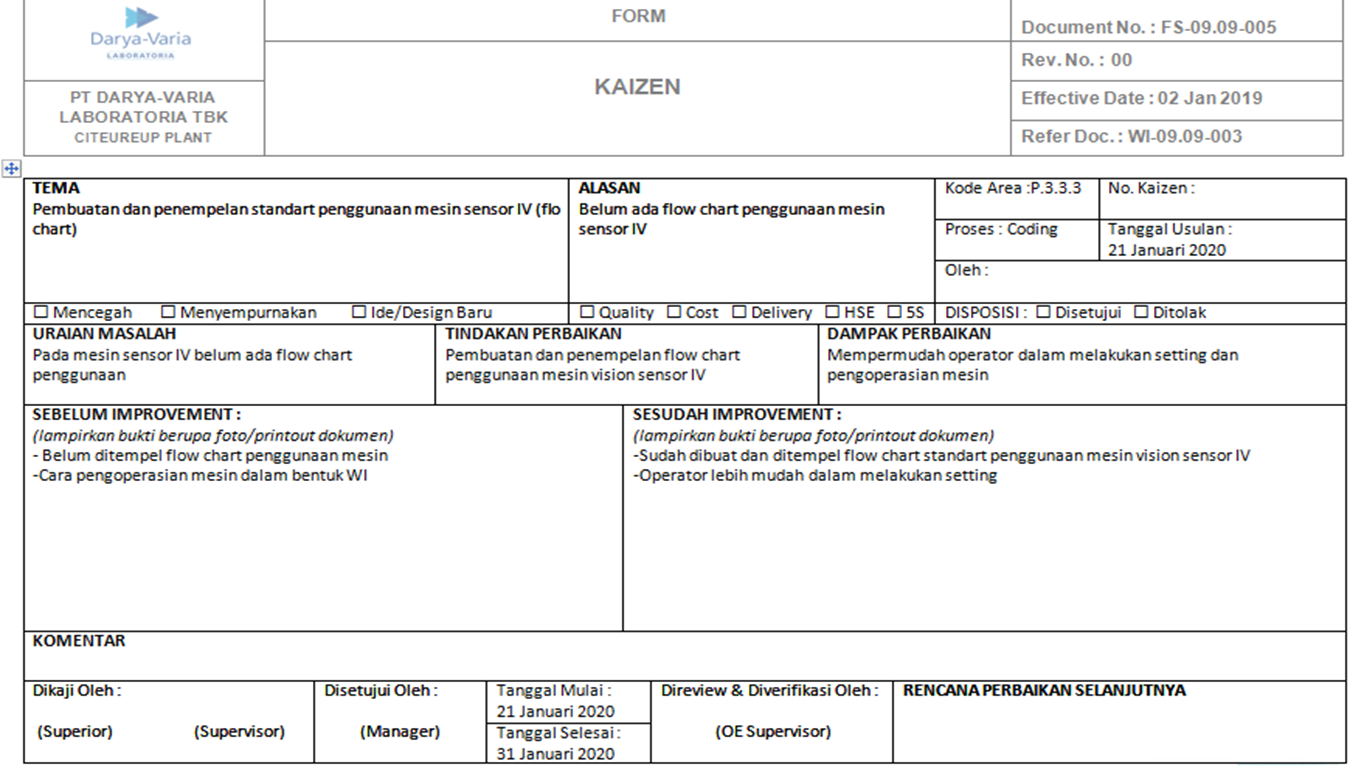 Darya-Varia
LABORATORIA
PT DARYA-VARIA
LABORATORIA TBK
CITEUREUP PLANT
FORM
KAIZEN
Document No. : FS-09.09-005
Rev. No. : 00
Effective Date : 02 Jan 2019
Refer Doc. : WI-09.09-003
TEMA
Pembuatan dan penempelan standart penggunaan mesin sensor IV (flo
chart)
ALASAN
Belum ada flow chart penggunaan mesin
sensor IV
Kode Area :P.3.3.3
No. Kaizen :
Proses : Coding
Tanggal Usulan :
21 Januari 2020
Oleh :
☐ Mencegah ☐ Menyempurnakan ☐ Ide/Design Baru
☐ Quality ☐ Cost ☐ Delivery ☐ HSE ☐ 5S
DISPOSISI : ☐ Disetujui ☐ Ditolak
URAIAN MASALAH
Pada mesin sensor IV belum ada flow chart
penggunaan
TINDAKAN PERBAIKAN
Pembuatan dan penempelan flow chart
penggunaan mesin vision sensor IV
DAMPAK PERBAIKAN
Mempermudah operator dalam melakukan setting dan
pengoperasian mesin
SEBELUM IMPROVEMENT :
(lampirkan bukti berupa foto/printout dokumen)
- Belum ditempel flow chart penggunaan mesin
-Cara pengoperasian mesin dalam bentuk WI
SESUDAH IMPROVEMENT :
(lampirkan bukti berupa foto/printout dokumen)
-Sudah dibuat dan ditempel flow chart standart penggunaan mesin vision sensor IV
-Operator lebih mudah dalam melakukan setting
KOMENTAR
Dikaji Oleh :
(Superior) (Supervisor)
Disetujui Oleh :
(Manager)
Tanggal Mulai :
21 Januari 2020
Tanggal Selesai :
31 Januari 2020
Direview & Diverifikasi Oleh :
(OE Supervisor)
RENCANA PERBAIKAN SELANJUTNYA